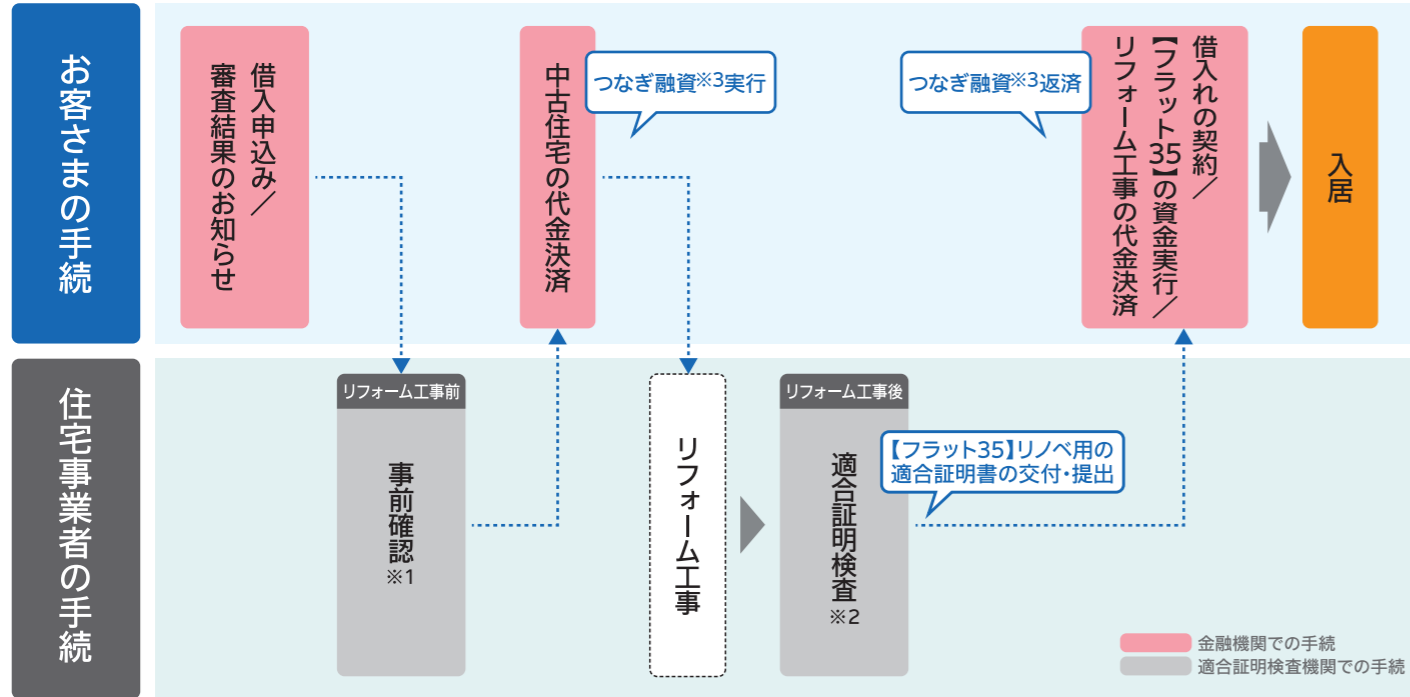 お客さまの手続
借入申込み／
審査結果のお知らせ
中古住宅の代金決済
つなぎ融資※3実行
つなぎ融資※3返済
借入れの契約／
【フラット35】の資金実行／
リフォーム工事の代金決済
入居
住宅事業者の手続
リフォーム工事前
事前確認
※1
リフォーム工事
リフォーム工事後
適合証明検査
※2
【フラット35】リノベ用の
適合証明書の交付・提出
金融機関での手続
適合証明検査機関での手続